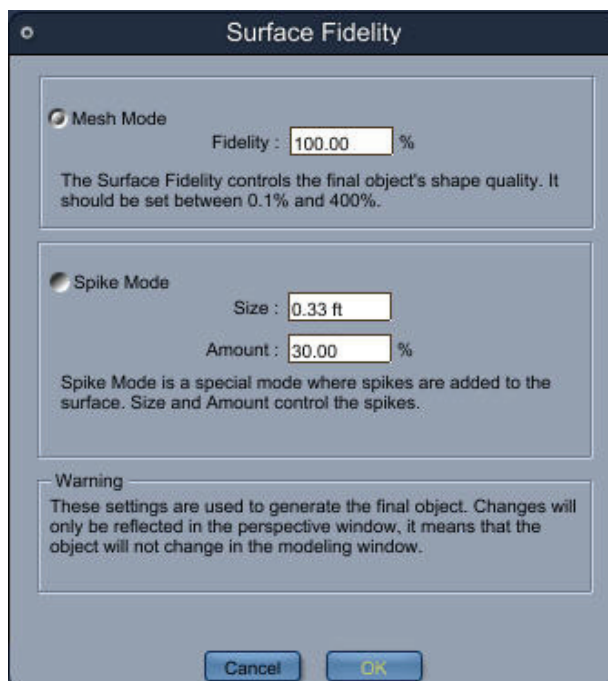 Surface Fidelity
Mesh Mode
Fidelity : 100.00 %
The Surface Fidelity controls the final object's shape quality. It
should be set between 0.1% and 400%.
Spike Mode
Size : 0.33 ft
Amount : 30.00 %
Spike Mode is a special mode where spikes are added to the
surface. Size and Amount control the spikes.
Warning
These settings are used to generate the final object. Changes will
only be reflected in the perspective window, it means that the
object will not change in the modeling window.
Cancel OK